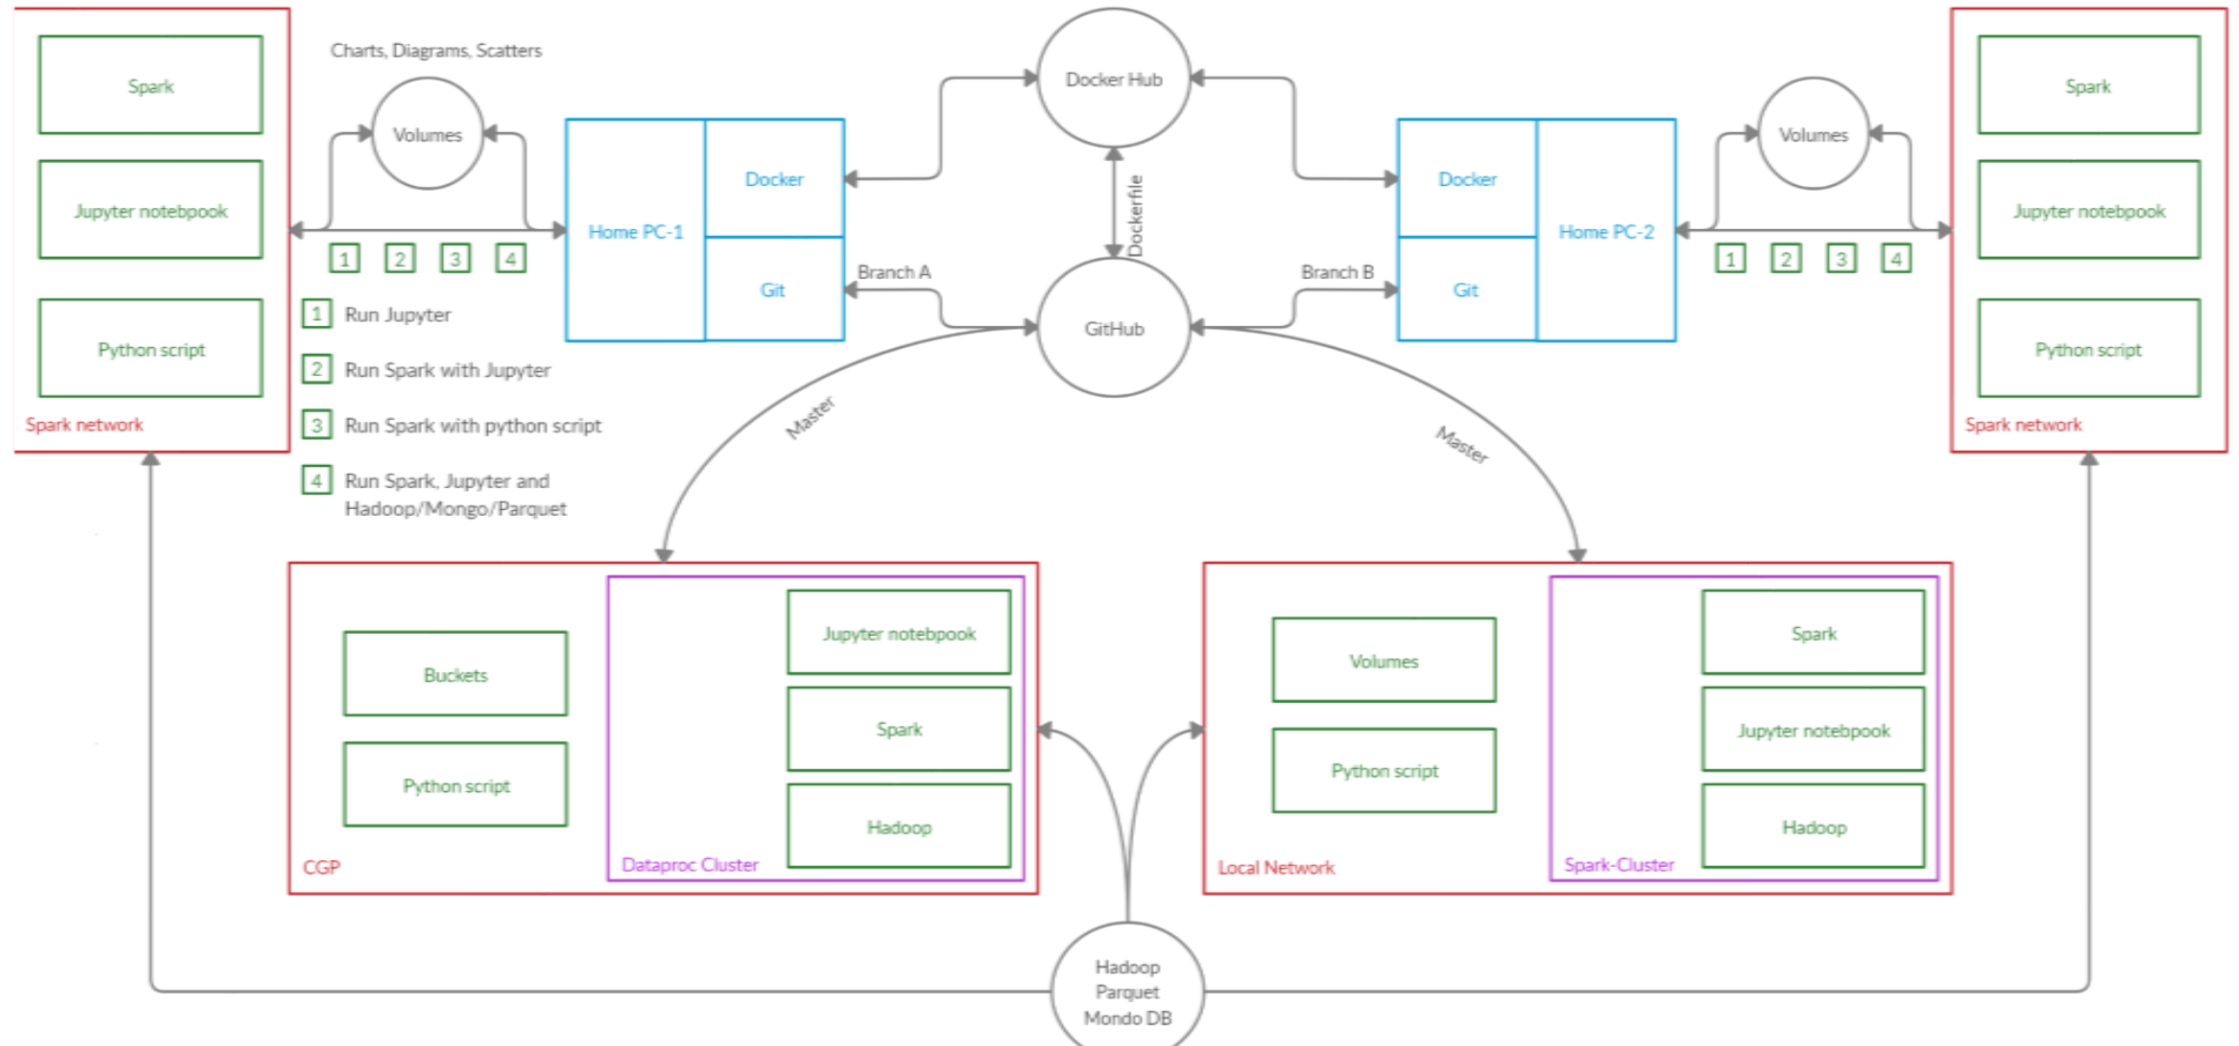 Spark
Jupyter notebpook
Python script
Spark network
Charts, Diagrams, Scatters
Volumes
1
2
3
4
1 Run Jupyter
2 Run Spark with Jupyter
3 Run Spark with python script
4 Run Spark, Jupyter and
Hadoop/Mongo/Parquet
Home PC-1
Docker
Git
Branch A
Docker Hub
Dockerfile
GitHub
Branch B
Docker
Git
Home PC-2
Volumes
1
2
3
4
Spark
Jupyter notebpook
Python script
Spark network
Master
Master
Buckets
Python script
CGP
Jupyter notebpook
Spark
Hadoop
Dataproc Cluster
Volumes
Python script
Local Network
Spark
Jupyter notebpook
Hadoop
Spark-Cluster
Hadoop
Parquet
Mondo DB